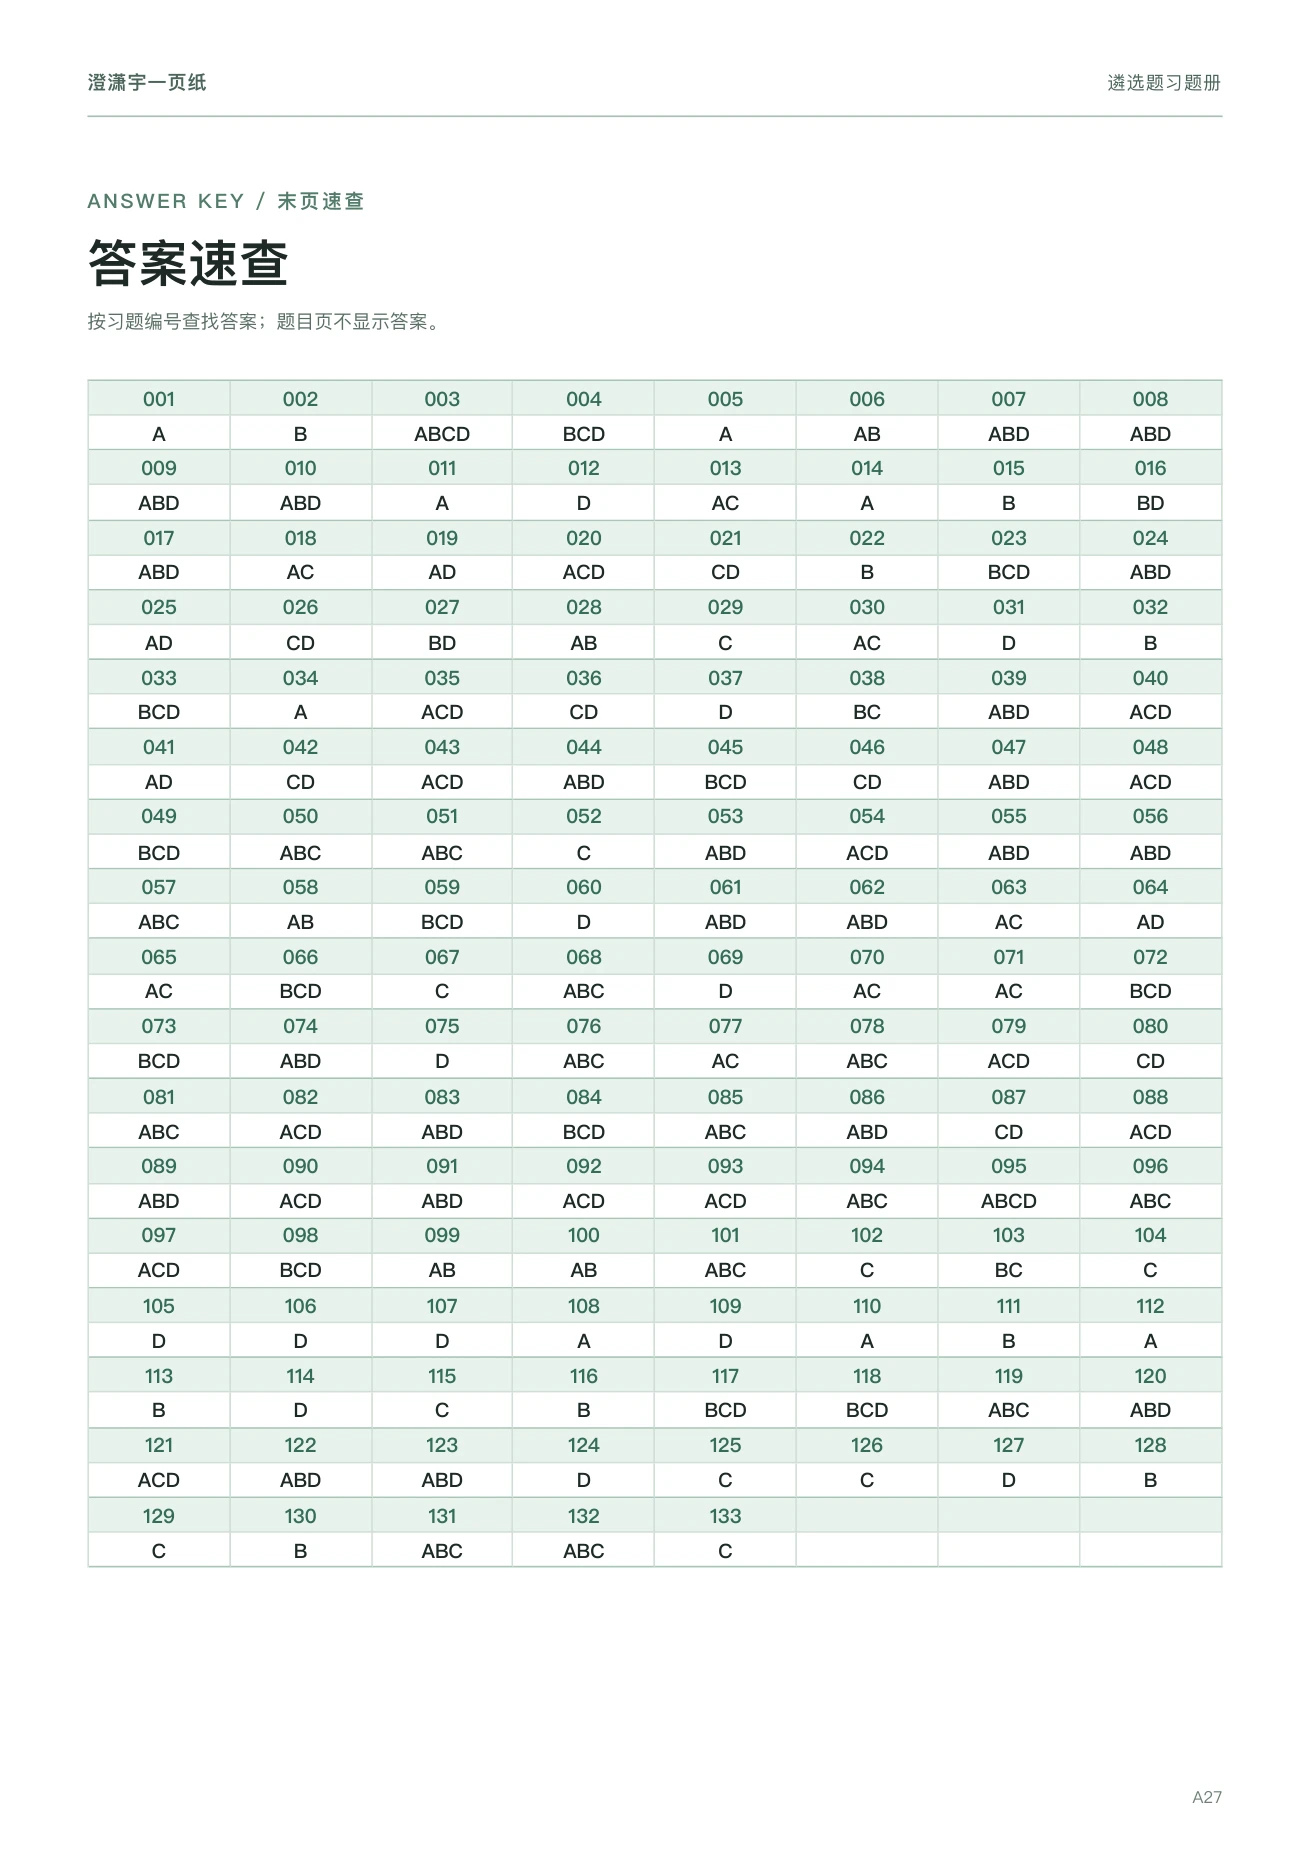 澄潇宇一页纸 遴选题习题册
ANSWER KEY / 末页速查
答案速查
按习题编号查找答案；题目页不显示答案。
001 002 003 004 005 006 007 008
A B ABCD BCD A AB ABD ABD
009 010 011 012 013 014 015 016
ABD ABD A D AC A B BD
017 018 019 020 021 022 023 024
ABD AC AD ACD CD B BCD ABD
025 026 027 028 029 030 031 032
AD CD BD AB C AC D B
033 034 035 036 037 038 039 040
BCD A ACD CD D BC ABD ACD
041 042 043 044 045 046 047 048
AD CD ACD ABD BCD CD ABD ACD
049 050 051 052 053 054 055 056
BCD ABC ABC C ABD ACD ABD ABD
057 058 059 060 061 062 063 064
ABC AB BCD D ABD ABD AC AD
065 066 067 068 069 070 071 072
AC BCD C ABC D AC AC BCD
073 074 075 076 077 078 079 080
BCD ABD D ABC AC ABC ACD CD
081 082 083 084 085 086 087 088
ABC ACD ABD BCD ABC ABD CD ACD
089 090 091 092 093 094 095 096
ABD ACD ABD ACD ACD ABC ABCD ABC
097 098 099 100 101 102 103 104
ACD BCD AB AB ABC C BC C
105 106 107 108 109 110 111 112
D D D A D A B A
113 114 115 116 117 118 119 120
B D C B BCD BCD ABC ABD
121 122 123 124 125 126 127 128
ACD ABD ABD D C C D B
129 130 131 132 133
C B ABC ABC C
A27